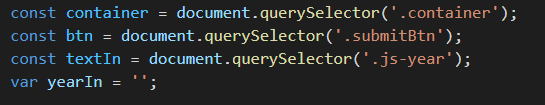 const container = document.querySelector('.container');
const btn = document.querySelector('.submitBtn');
const textIn = document.querySelector('.js-year');
var yearIn = '';